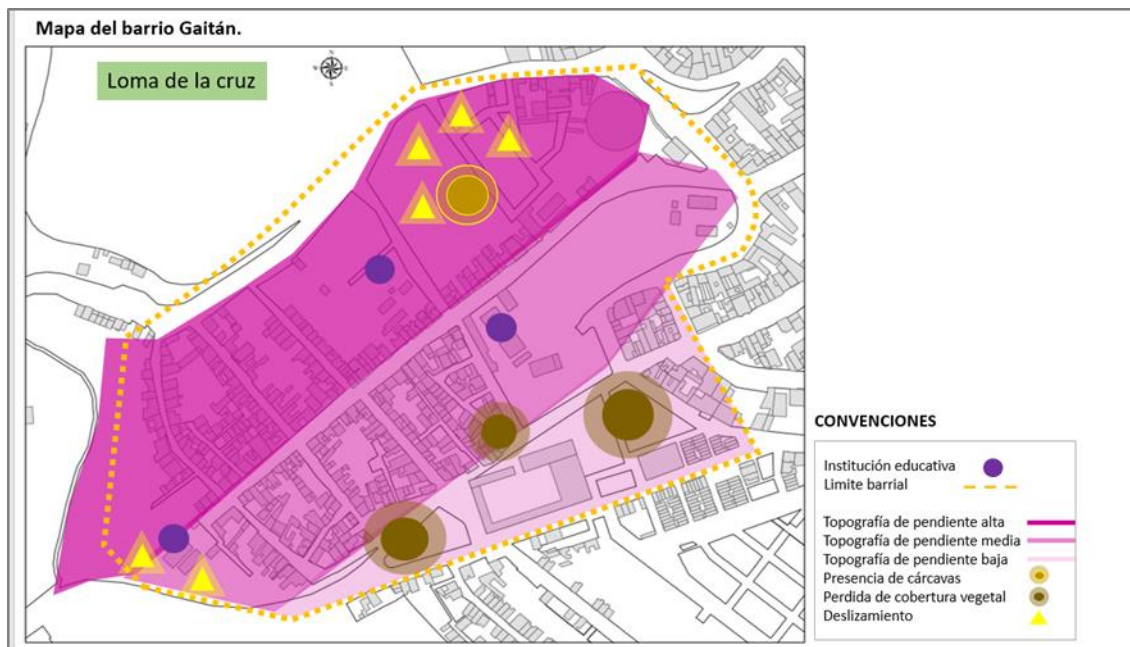 Mapa del barrio Gaitán.
Loma de la cruz
CONVENCIONES
Institución educativa
Limite barrial
Topografía de pendiente alta
Topografía de pendiente media
Topografía de pendiente baja
Presencia de cárcavas
Perdida de cobertura vegetal
Deslizamiento